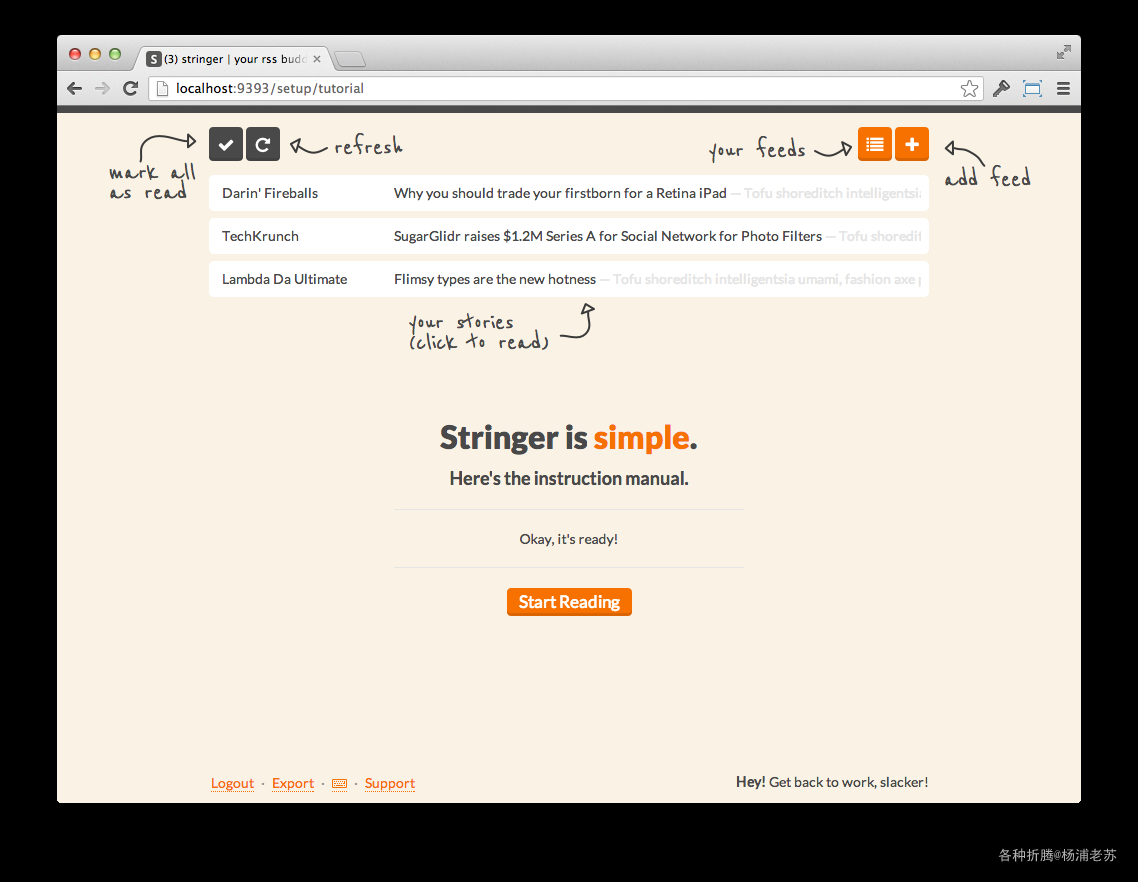 (3) stringer | your rss bud
localhost:9393/setup/tutorial
mark all
as read
refresh
your feeds
add feed
Darin' Fireballs Why you should trade your firstborn for a Retina iPad — Tofu shoreditch intelligentsi
TechKrunch SugarGlidr raises $1.2M Series A for Social Network for Photo Filters — Tofu shoredit
Lambda Da Ultimate Flimsy types are the new hotness — Tofu shoreditch intelligentsia umami, fashion axe
your stories
(click to read)
Stringer is simple.
Here's the instruction manual.
Okay, it's ready!
Start Reading
Logout · Export · · Support
Hey! Get back to work, slacker!
各种折腾@杨浦老苏